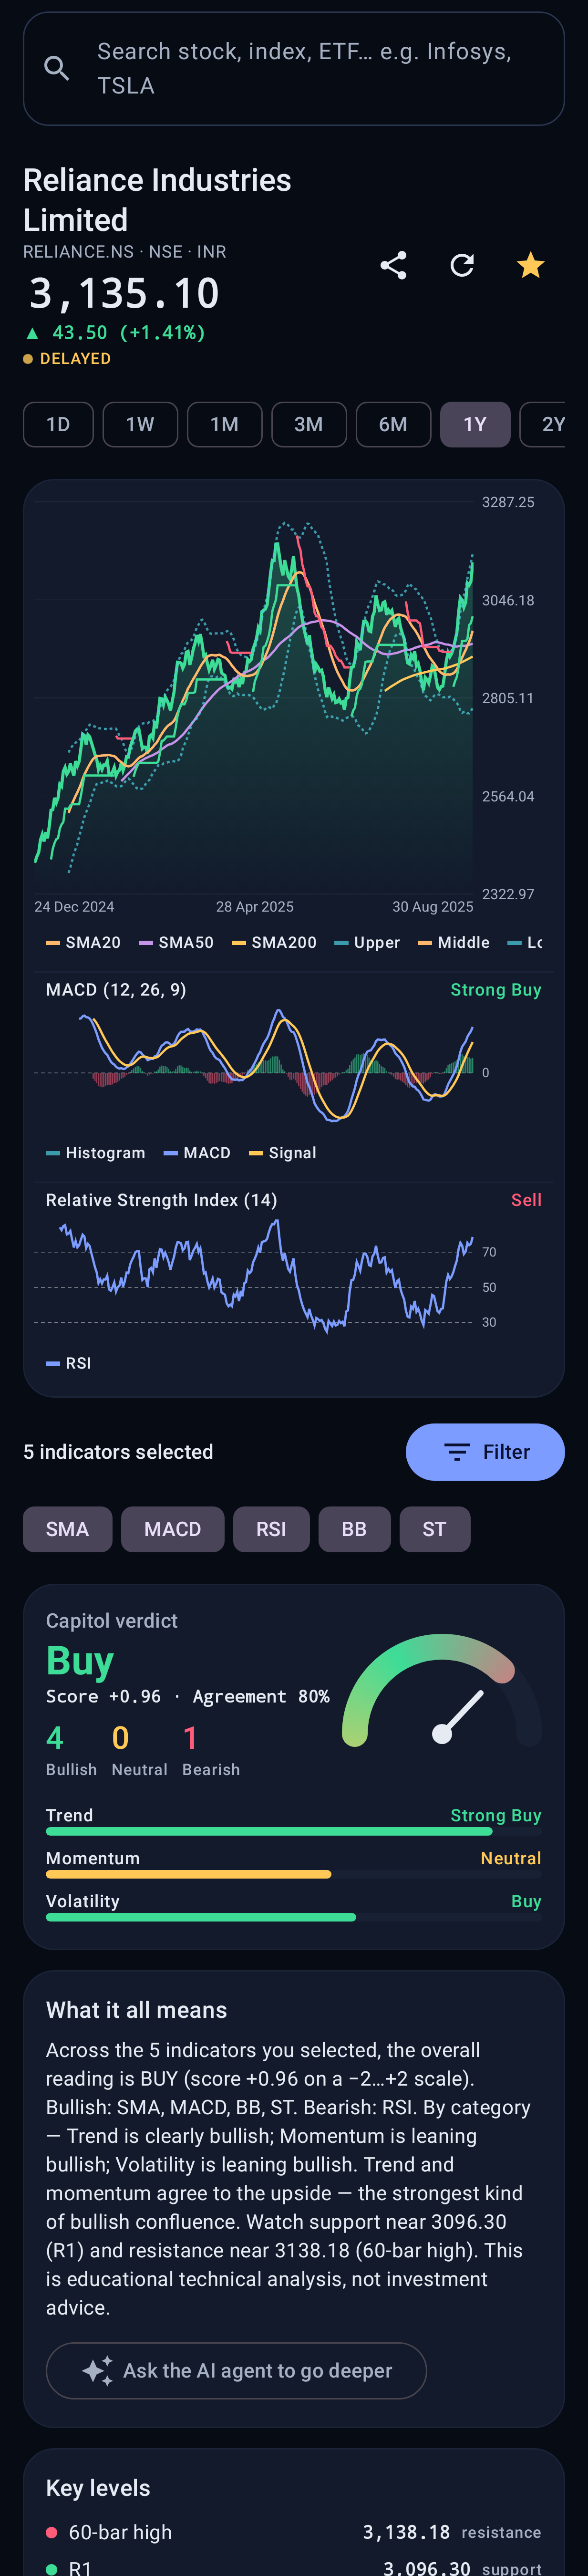 Search stock, index, ETF… e.g. Infosys,
TSLA
Reliance Industries
Limited
RELIANCE.NS · NSE · INR
3,135.10
▲ 43.50 (+1.41%)
DELAYED
1D 1W 1M 3M 6M 1Y 2Y
3287.25
3046.18
2805.11
2564.04
2322.97
24 Dec 2024 28 Apr 2025 30 Aug 2025
SMA20 SMA50 SMA200 Upper Middle Lo
MACD (12, 26, 9) Strong Buy
0
Histogram MACD Signal
Relative Strength Index (14) Sell
70
50
30
RSI
5 indicators selected Filter
SMA MACD RSI BB ST
Capitol verdict
Buy
Score +0.96 · Agreement 80%
4 0 1
Bullish Neutral Bearish
Trend Strong Buy
Momentum Neutral
Volatility Buy
What it all means
Across the 5 indicators you selected, the overall
reading is BUY (score +0.96 on a −2…+2 scale).
Bullish: SMA, MACD, BB, ST. Bearish: RSI. By category
— Trend is clearly bullish; Momentum is leaning
bullish; Volatility is leaning bullish. Trend and
momentum agree to the upside — the strongest kind
of bullish confluence. Watch support near 3096.30
(R1) and resistance near 3138.18 (60-bar high). This
is educational technical analysis, not investment
advice.
Ask the AI agent to go deeper
Key levels
60-bar high 3,138.18 resistance
R1 3,096.30 support